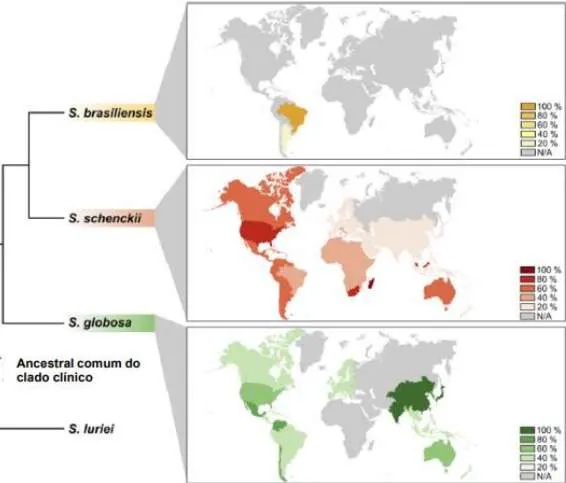 S. brasiliensis
100 %
80 %
60 %
40 %
20 %
N/A
S. schenckii
100 %
80 %
60 %
40 %
20 %
N/A
S. globosa
Ancestral comum do
clado clínico
S. luriei
100 %
80 %
60 %
40 %
20 %
N/A